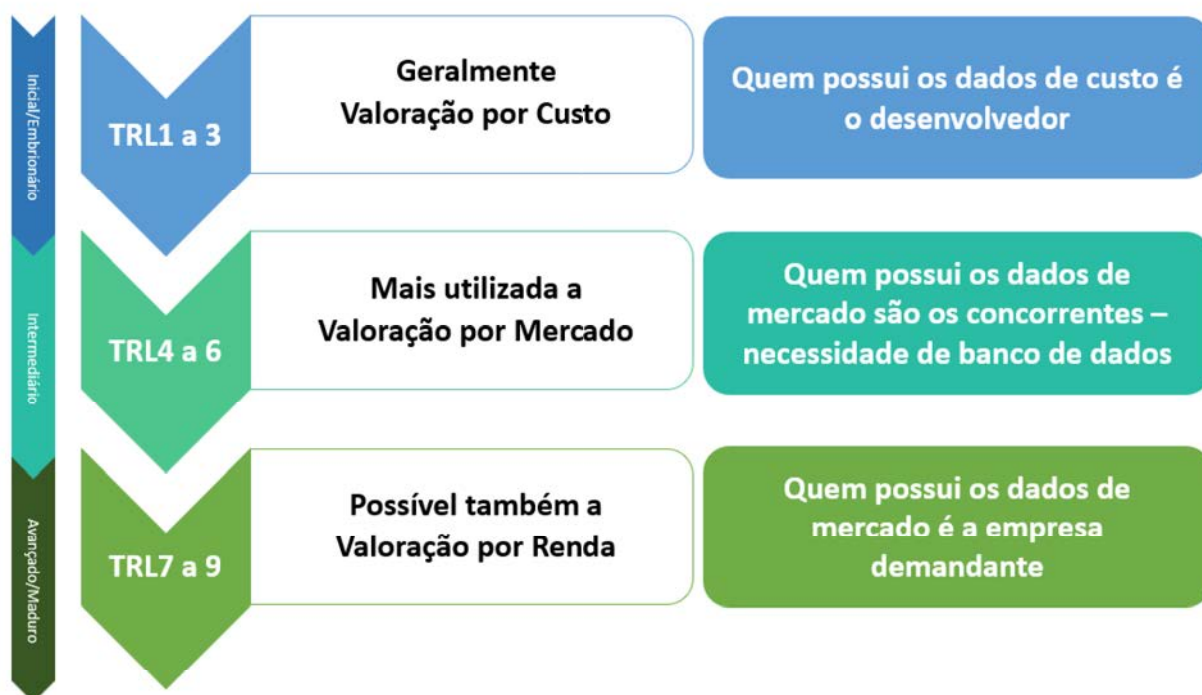 Inicial/Embrionário
TRL1 a 3
Geralmente
Valoração por Custo
Quem possui os dados de custo é
o desenvolvedor
Intermediário
TRL4 a 6
Mais utilizada a
Valoração por Mercado
Quem possui os dados de
mercado são os concorrentes –
necessidade de banco de dados
Avançado/Maduro
TRL7 a 9
Possível também a
Valoração por Renda
Quem possui os dados de
mercado é a empresa
demandante